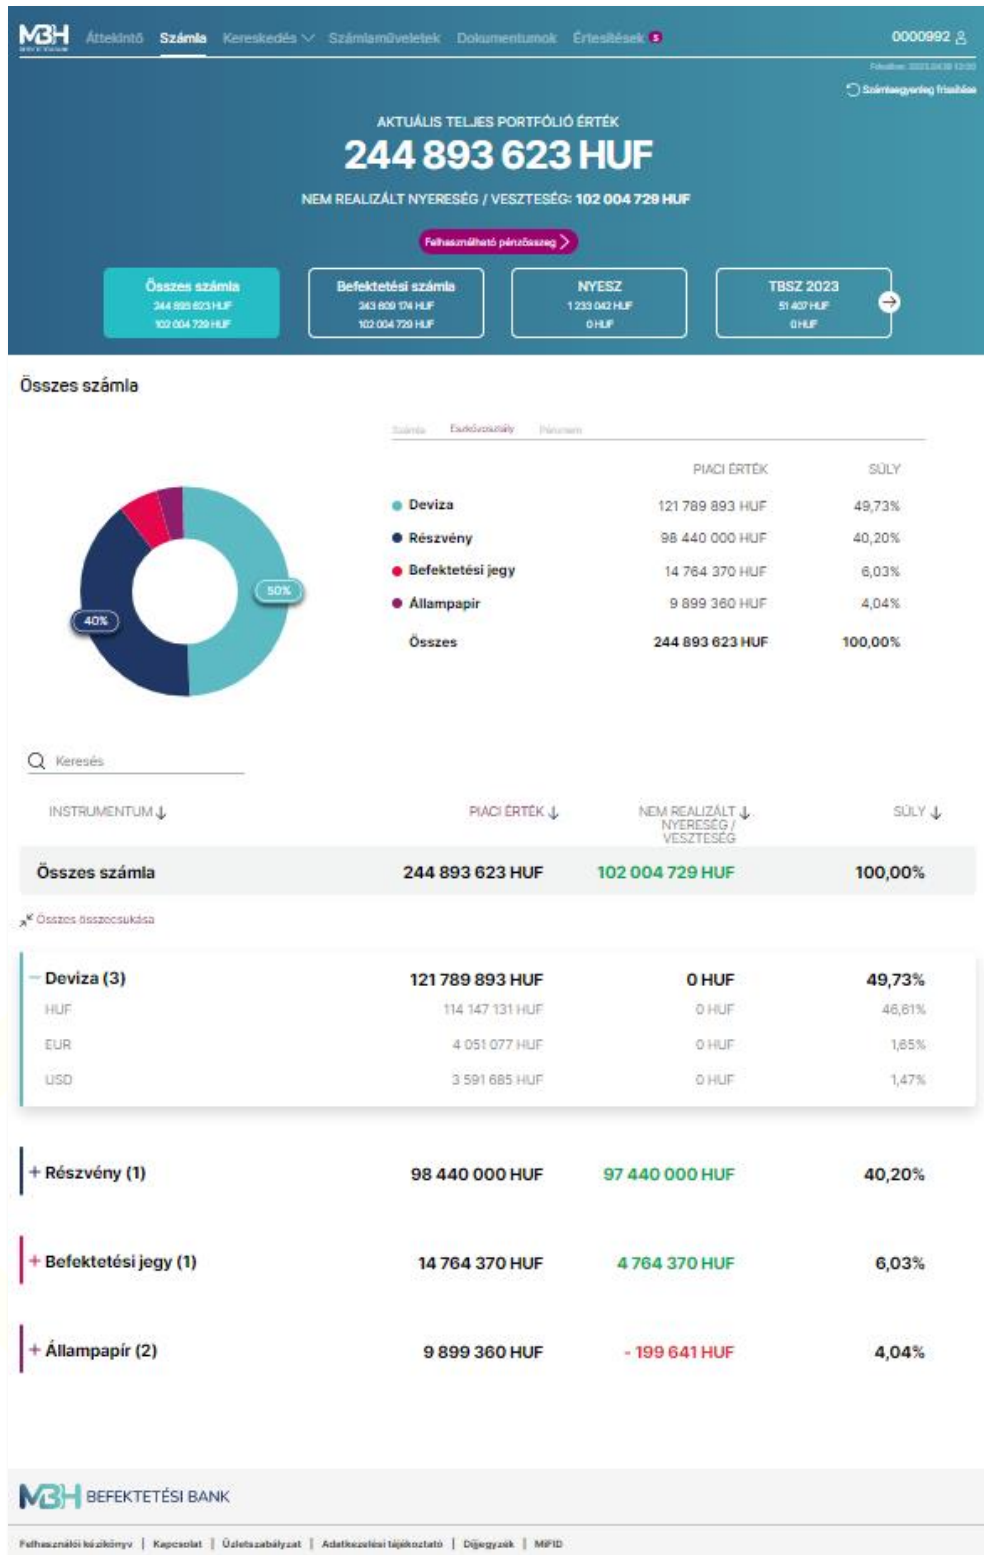 MBH Áttekintő Számla Kereskedés Számlaműveletek Dokumentumok Értesítések 5 0000992
Számlaegyenleg frissítése
AKTUÁLIS TELJES PORTFÓLIÓ ÉRTÉK
244 893 623 HUF
NEM REALIZÁLT NYERESÉG / VESZTESÉG: 102 004 729 HUF
Felhasználható pénzösszeg
Összes számla Befektetési számla NYESZ TBSZ 2023
244 893 623 HUF 243 609 174 HUF 1 233 042 HUF 51 407 HUF
102 004 729 HUF 102 004 729 HUF 0 HUF 0 HUF
Összes számla
Számla Eszközosztály Pénznem
PIACI ÉRTÉK SÚLY
Deviza 121 789 893 HUF 49,73%
Részvény 98 440 000 HUF 40,20%
Befektetési jegy 14 764 370 HUF 6,03%
Állampapír 9 899 360 HUF 4,04%
Összes 244 893 623 HUF 100,00%
50%
40%
Keresés
INSTRUMENTUM PIACI ÉRTÉK NEM REALIZÁLT SÚLY
NYERESÉG /
VESZTESÉG
Összes számla 244 893 623 HUF 102 004 729 HUF 100,00%
Összes összecsukása
Deviza (3) 121 789 893 HUF 0 HUF 49,73%
HUF 114 147 131 HUF 0 HUF 46,61%
EUR 4 051 077 HUF 0 HUF 1,65%
USD 3 591 685 HUF 0 HUF 1,47%
+ Részvény (1) 98 440 000 HUF 97 440 000 HUF 40,20%
+ Befektetési jegy (1) 14 764 370 HUF 4 764 370 HUF 6,03%
+ Állampapír (2) 9 899 360 HUF - 199 641 HUF 4,04%
MBH BEFEKTETÉSI BANK
Felhasználói kézikönyv | Kapcsolat | Üzletszabályzat | Adatkezelési tájékoztató | Díjjegyzék | MiFID